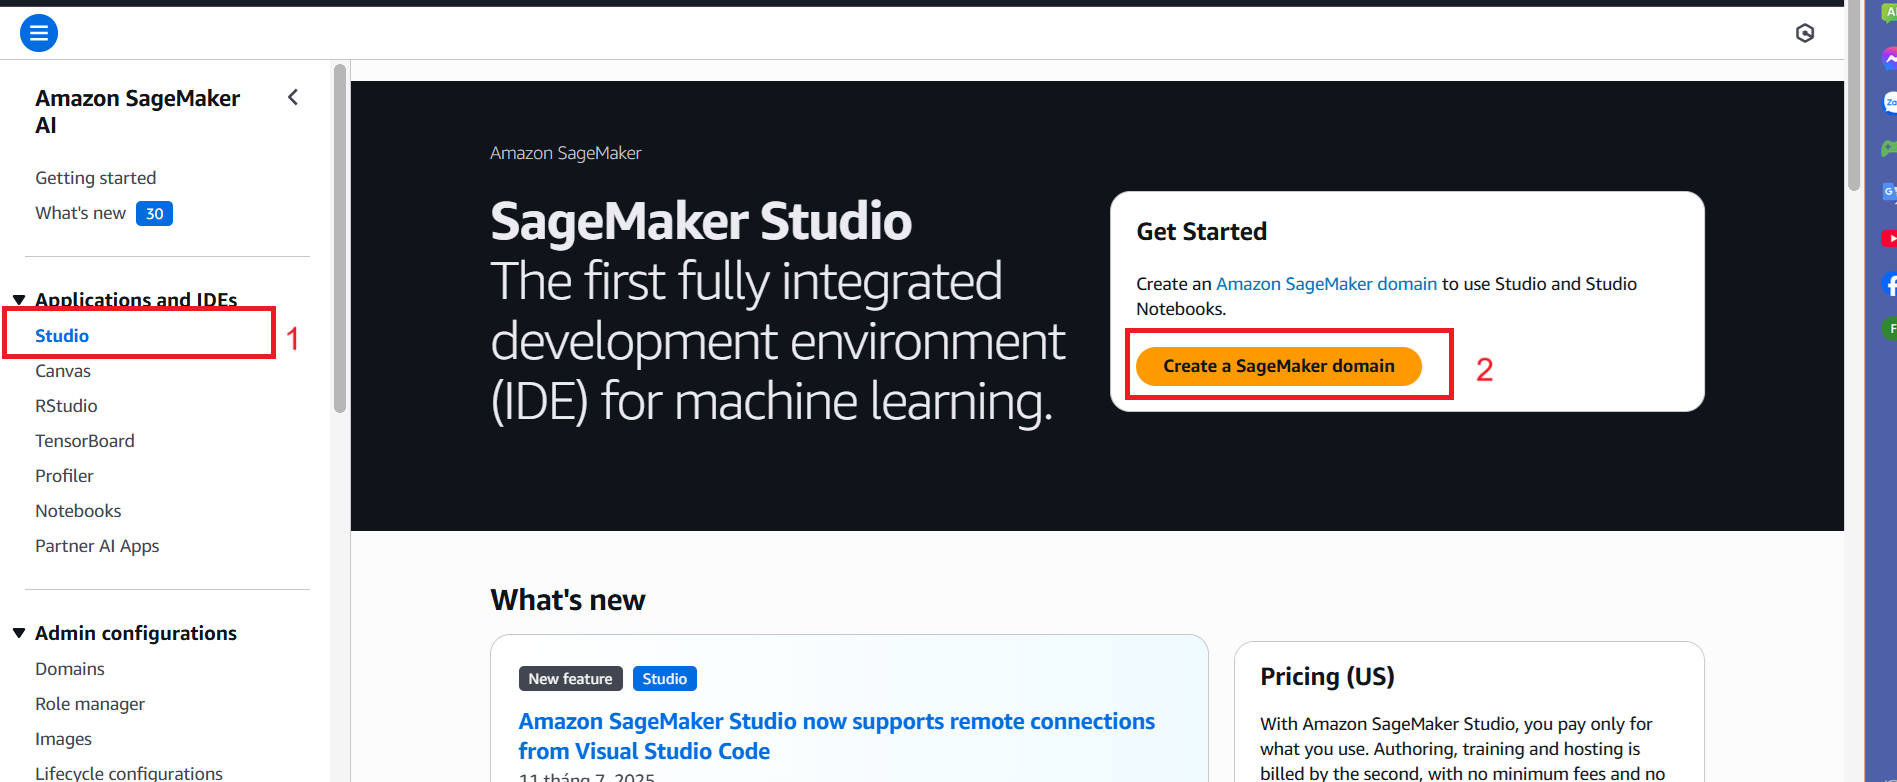 Amazon SageMaker
AI
Getting started
What's new 30
Applications and IDEs
Studio
1
Canvas
RStudio
TensorBoard
Profiler
Notebooks
Partner AI Apps
Admin configurations
Domains
Role manager
Images
Lifecycle configurations
Amazon SageMaker
SageMaker Studio
The first fully integrated
development environment
(IDE) for machine learning.
Get Started
Create an Amazon SageMaker domain to use Studio and Studio
Notebooks.
Create a SageMaker domain
2
What's new
New feature Studio
Amazon SageMaker Studio now supports remote connections
from Visual Studio Code
11 tháng 7, 2025
Pricing (US)
With Amazon SageMaker Studio, you pay only for
what you use. Authoring, training and hosting is
billed by the second, with no minimum fees and no